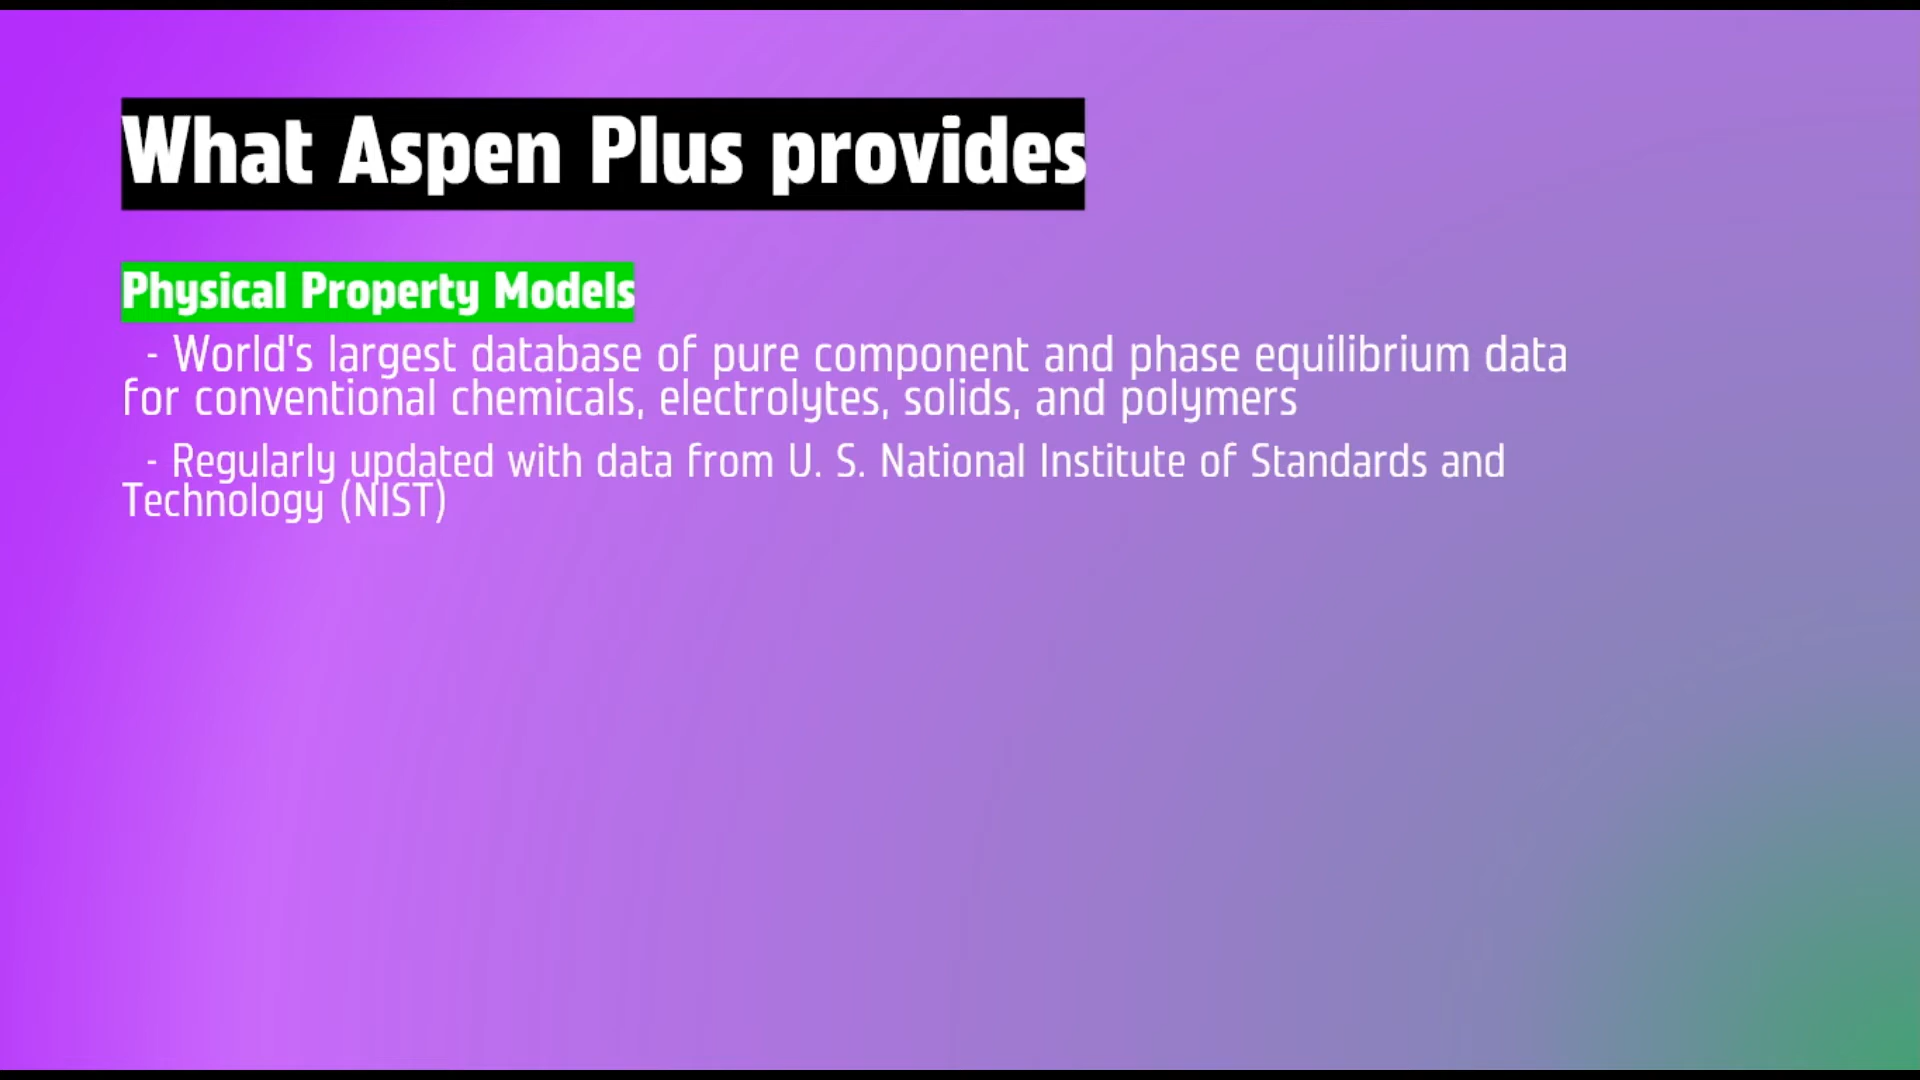 What Aspen Plus provides
Physical Property Models
- World's largest database of pure component and phase equilibrium data
for conventional chemicals, electrolytes, solids, and polymers
- Regularly updated with data from U. S. National Institute of Standards and
Technology (NIST)